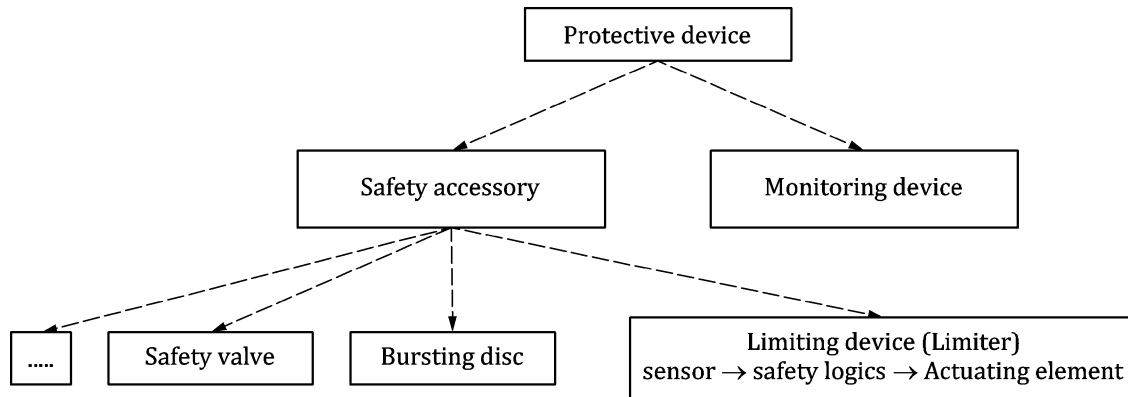 Protective device
Safety accessory
Monitoring device
.....
Safety valve
Bursting disc
Limiting device (Limiter)
sensor → safety logics → Actuating element